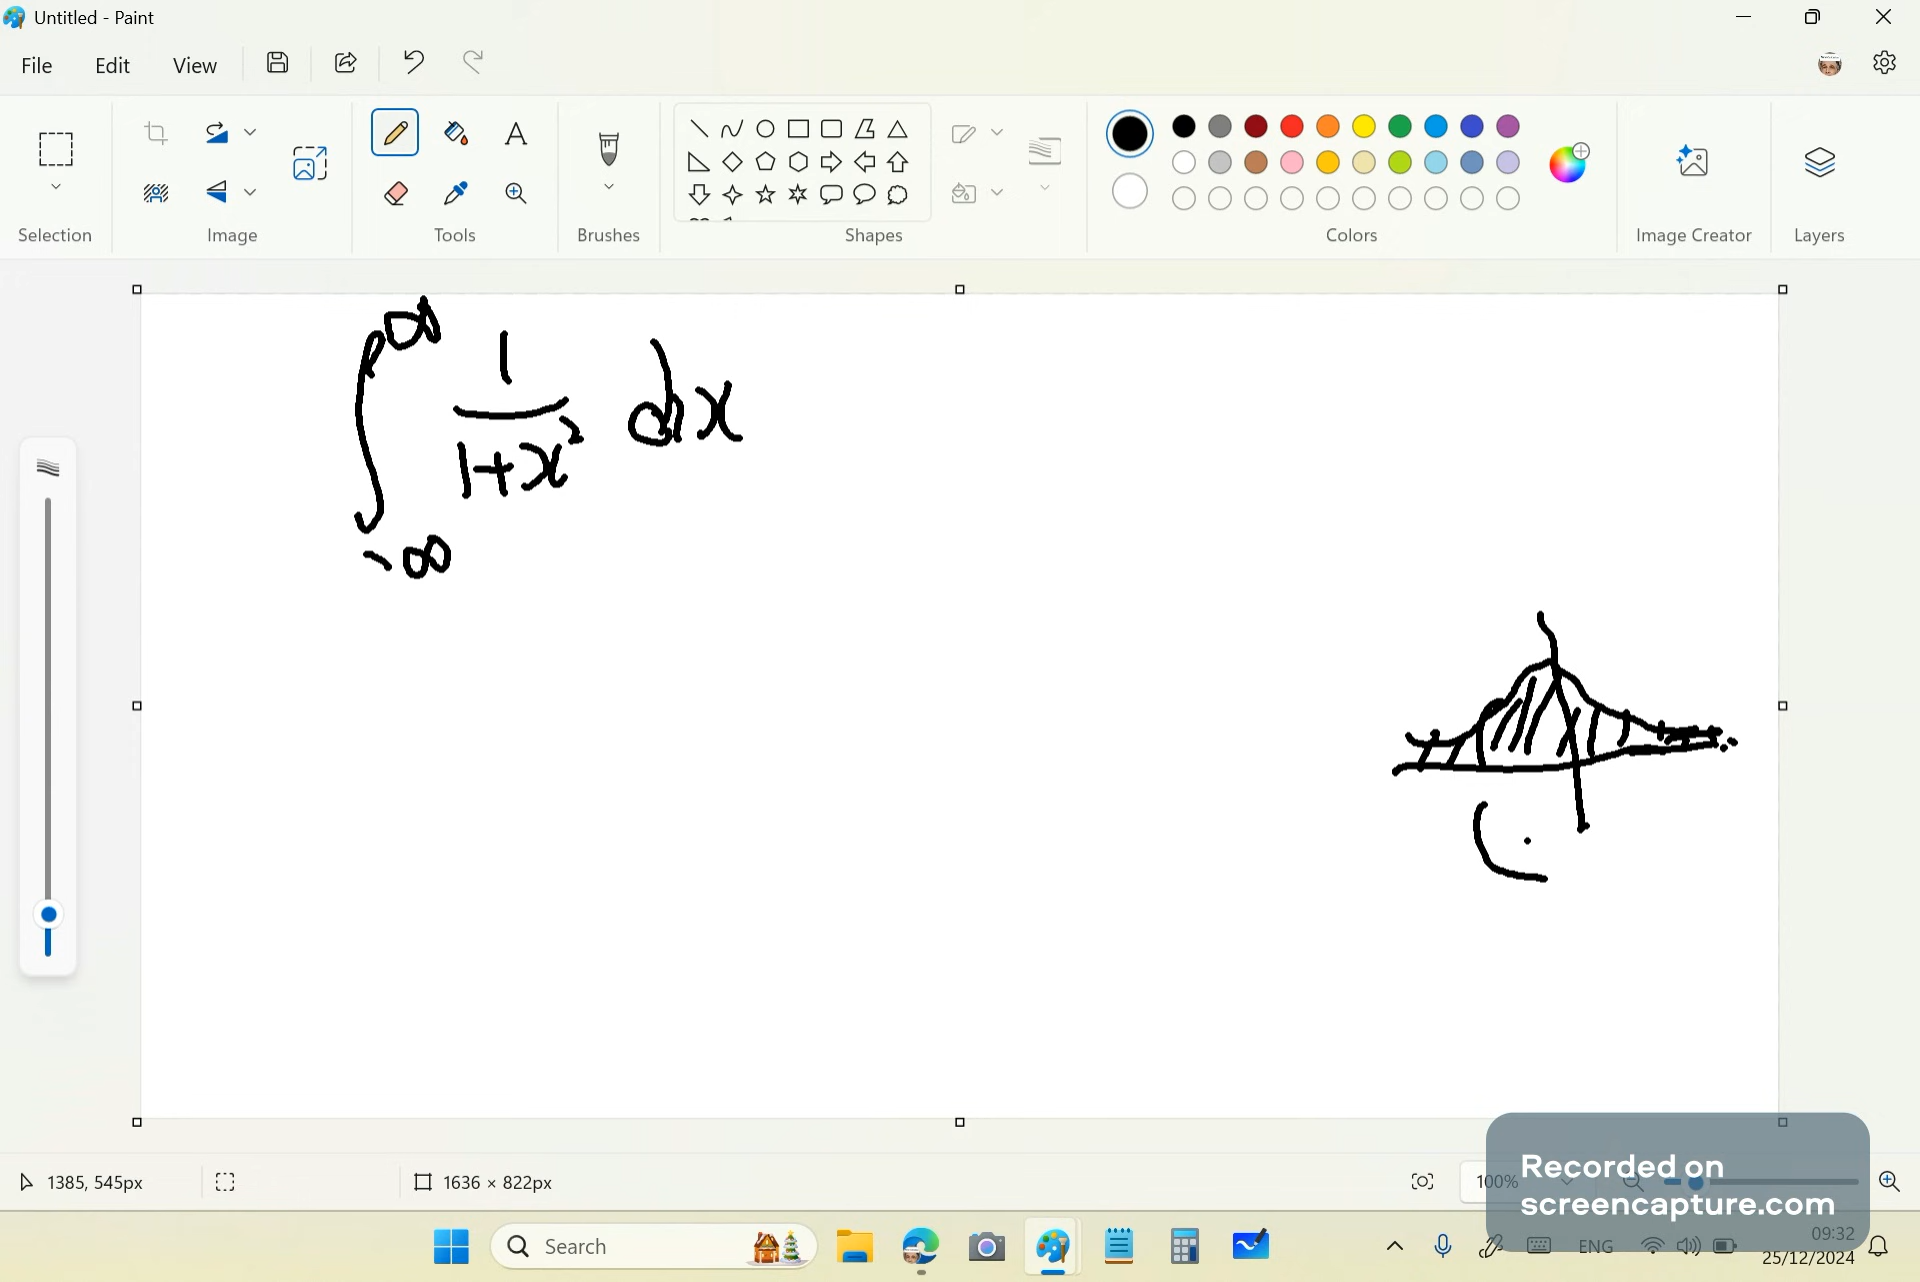 Untitled - Paint
File Edit View
Selection Image Tools Brushes Shapes Colors Image Creator Layers
∞
∫ 1/(1+x²) dx
-∞
1385, 545px 1636 × 822px 100%
Recorded on
screencapture.com
Search ENG 09:32
25/12/2024